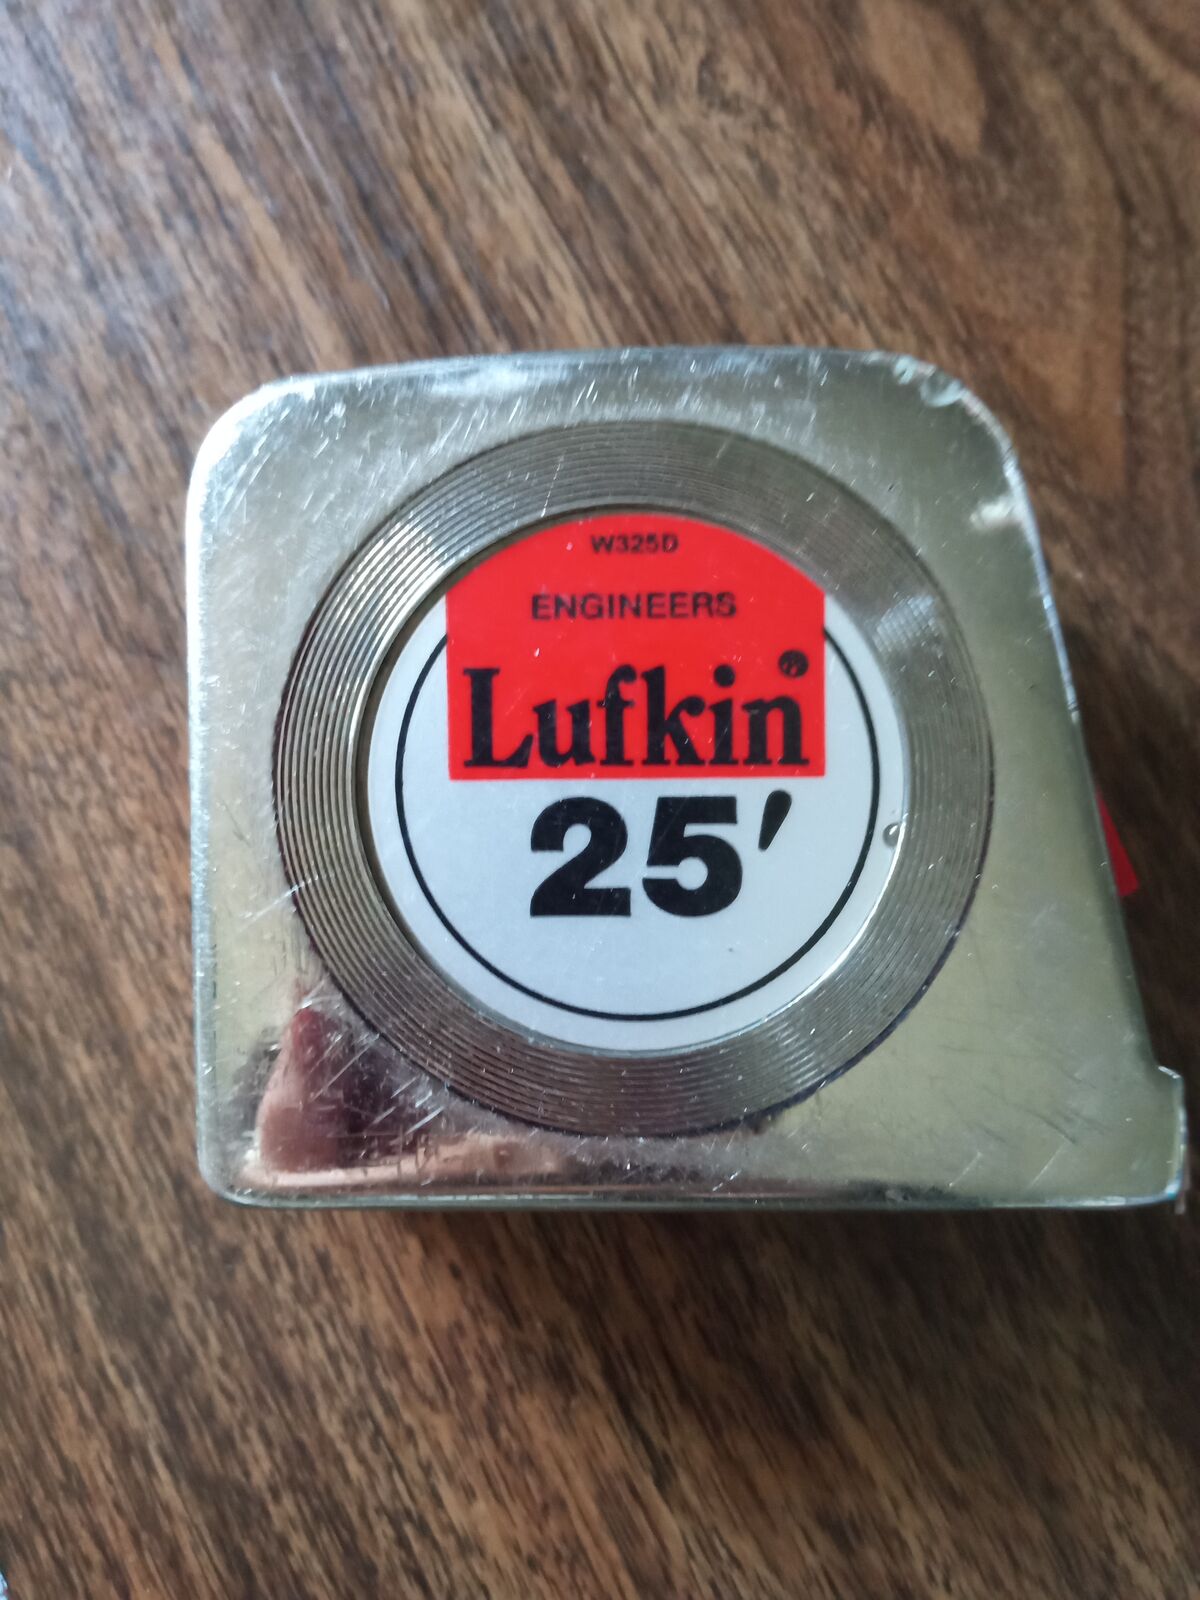 W325D
ENGINEERS
Lufkin®
25'